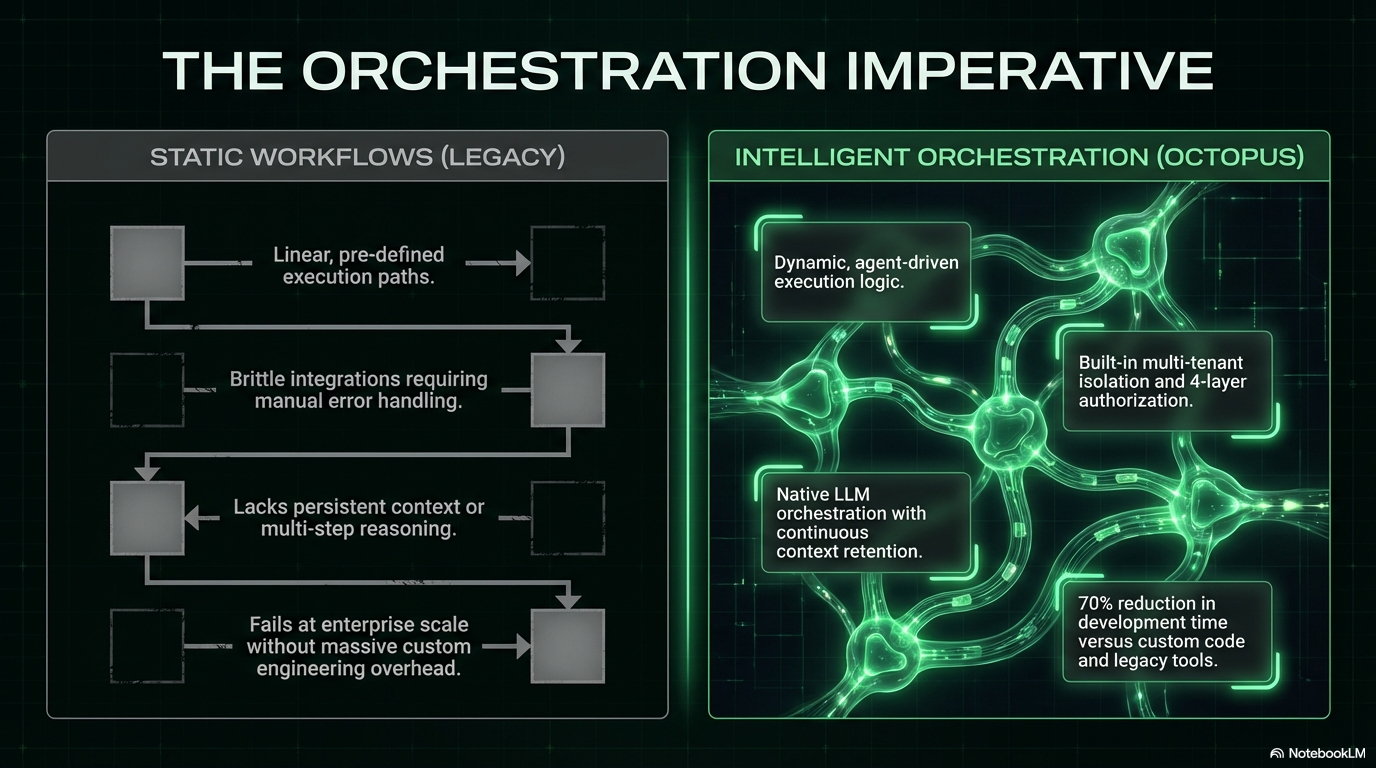 THE ORCHESTRATION IMPERATIVE
STATIC WORKFLOWS (LEGACY)
Linear, pre-defined
execution paths.
Brittle integrations requiring
manual error handling.
Lacks persistent context or
multi-step reasoning.
Fails at enterprise scale
without massive custom
engineering overhead.
INTELLIGENT ORCHESTRATION (OCTOPUS)
Dynamic, agent-driven
execution logic.
Built-in multi-tenant
isolation and 4-layer
authorization.
Native LLM
orchestration with
continuous
context retention.
70% reduction in
development time
versus custom code
and legacy tools.
NotebookLM